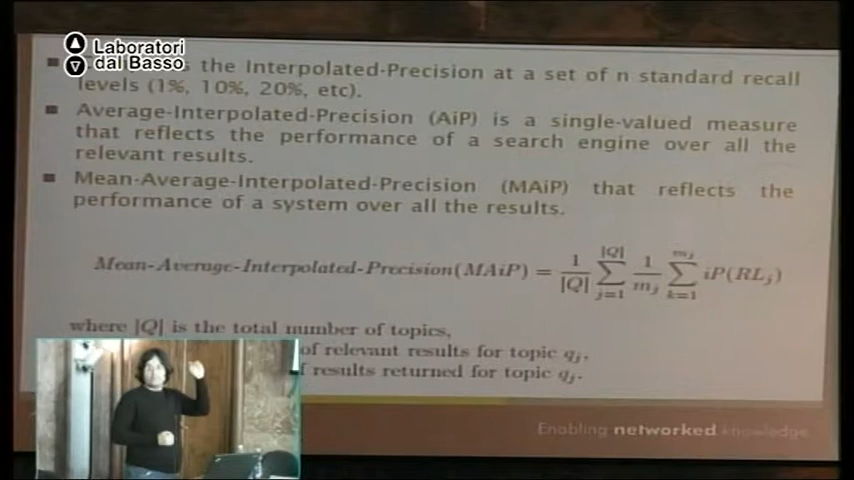 Laboratori
dal Basso
the Interpolated-Precision at a set of n standard recall
levels (1%, 10%, 20%, etc).
Average-Interpolated-Precision (AiP) is a single-valued measure
that reflects the performance of a search engine over all the
relevant results.
Mean-Average-Interpolated-Precision (MAiP) that reflects the
performance of a system over all the results.
Mean-Average-Interpolated-Precision(MAiP) = 1/|Q| ∑_{j=1}^{|Q|} 1/m_j ∑_{k=1}^{m_j} iP(RL_j)
where |Q| is the total number of topics,
of relevant results for topic q_j,
f results returned for topic q_j.
Enabling networked knowledge